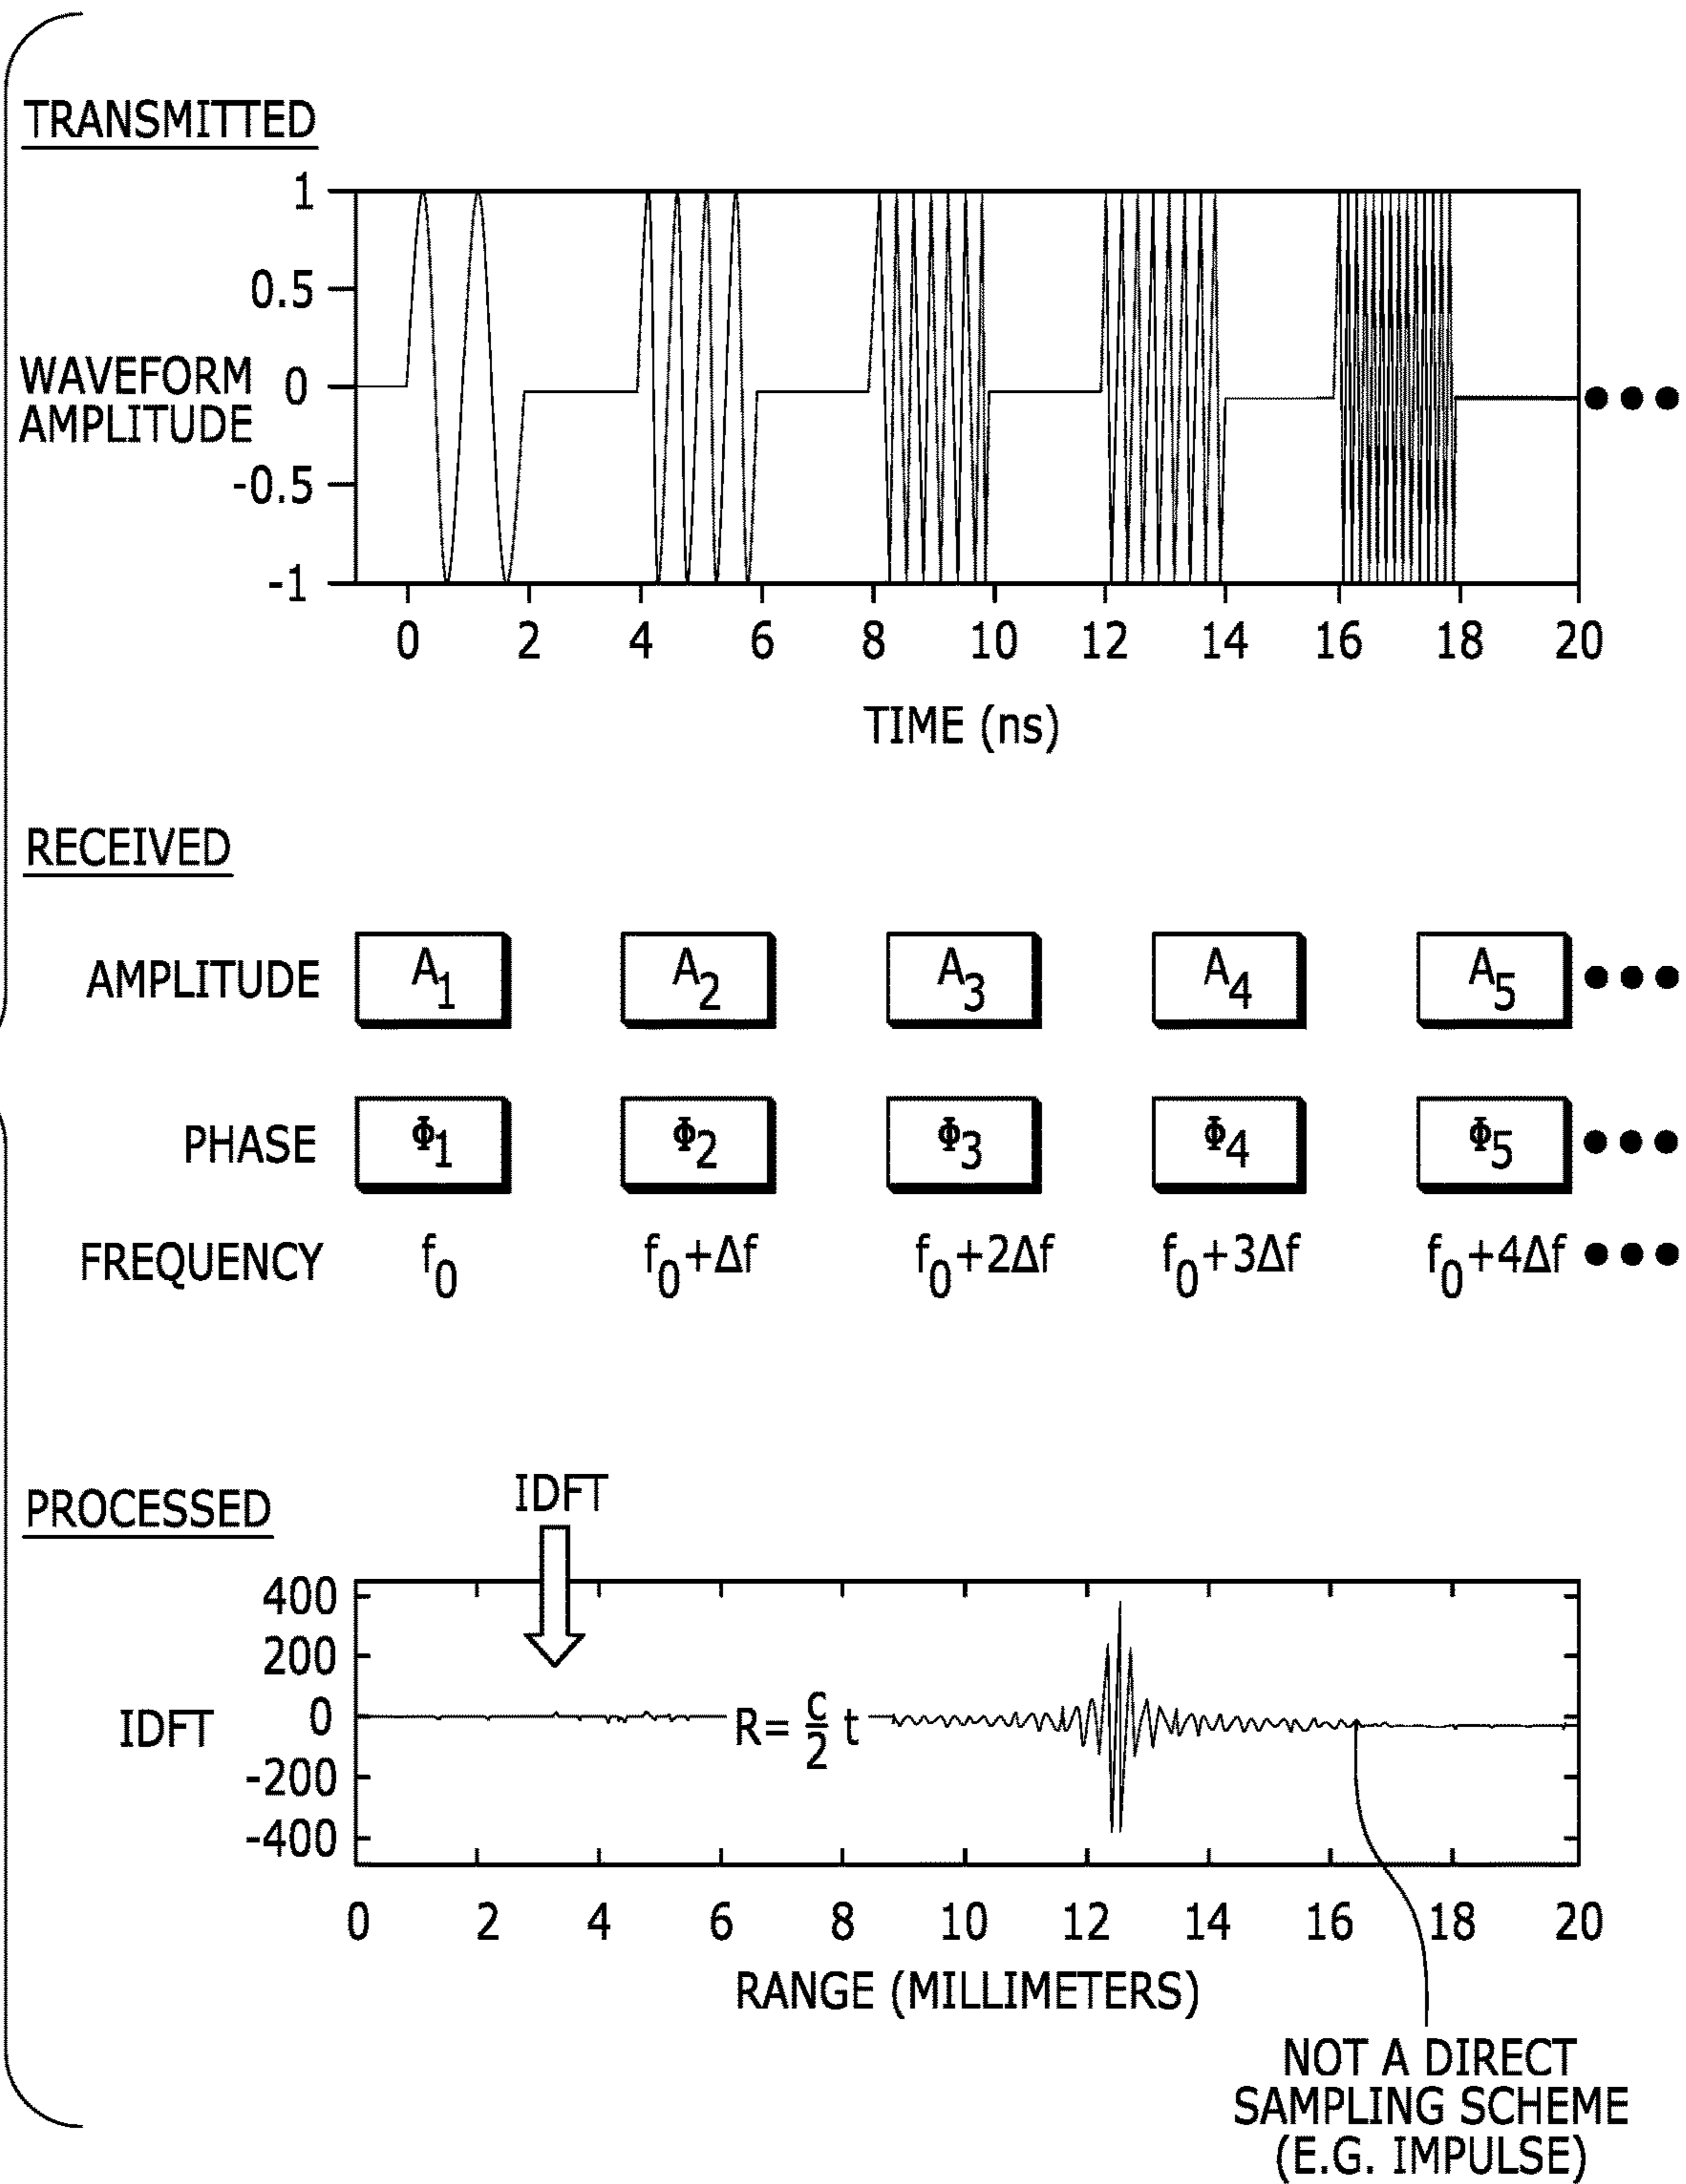 TRANSMITTED
1
0.5
WAVEFORM
AMPLITUDE
0
-0.5
-1
0 2 4 6 8 10 12 14 16 18 20
TIME (ns)
RECEIVED
AMPLITUDE A1 A2 A3 A4 A5
PHASE Φ1 Φ2 Φ3 Φ4 Φ5
FREQUENCY f0 f0+Δf f0+2Δf f0+3Δf f0+4Δf
PROCESSED
IDFT
400
200
IDFT 0
-200
-400
R= c/2 t
0 2 4 6 8 10 12 14 16 18 20
RANGE (MILLIMETERS)
NOT A DIRECT
SAMPLING SCHEME
(E.G. IMPULSE)